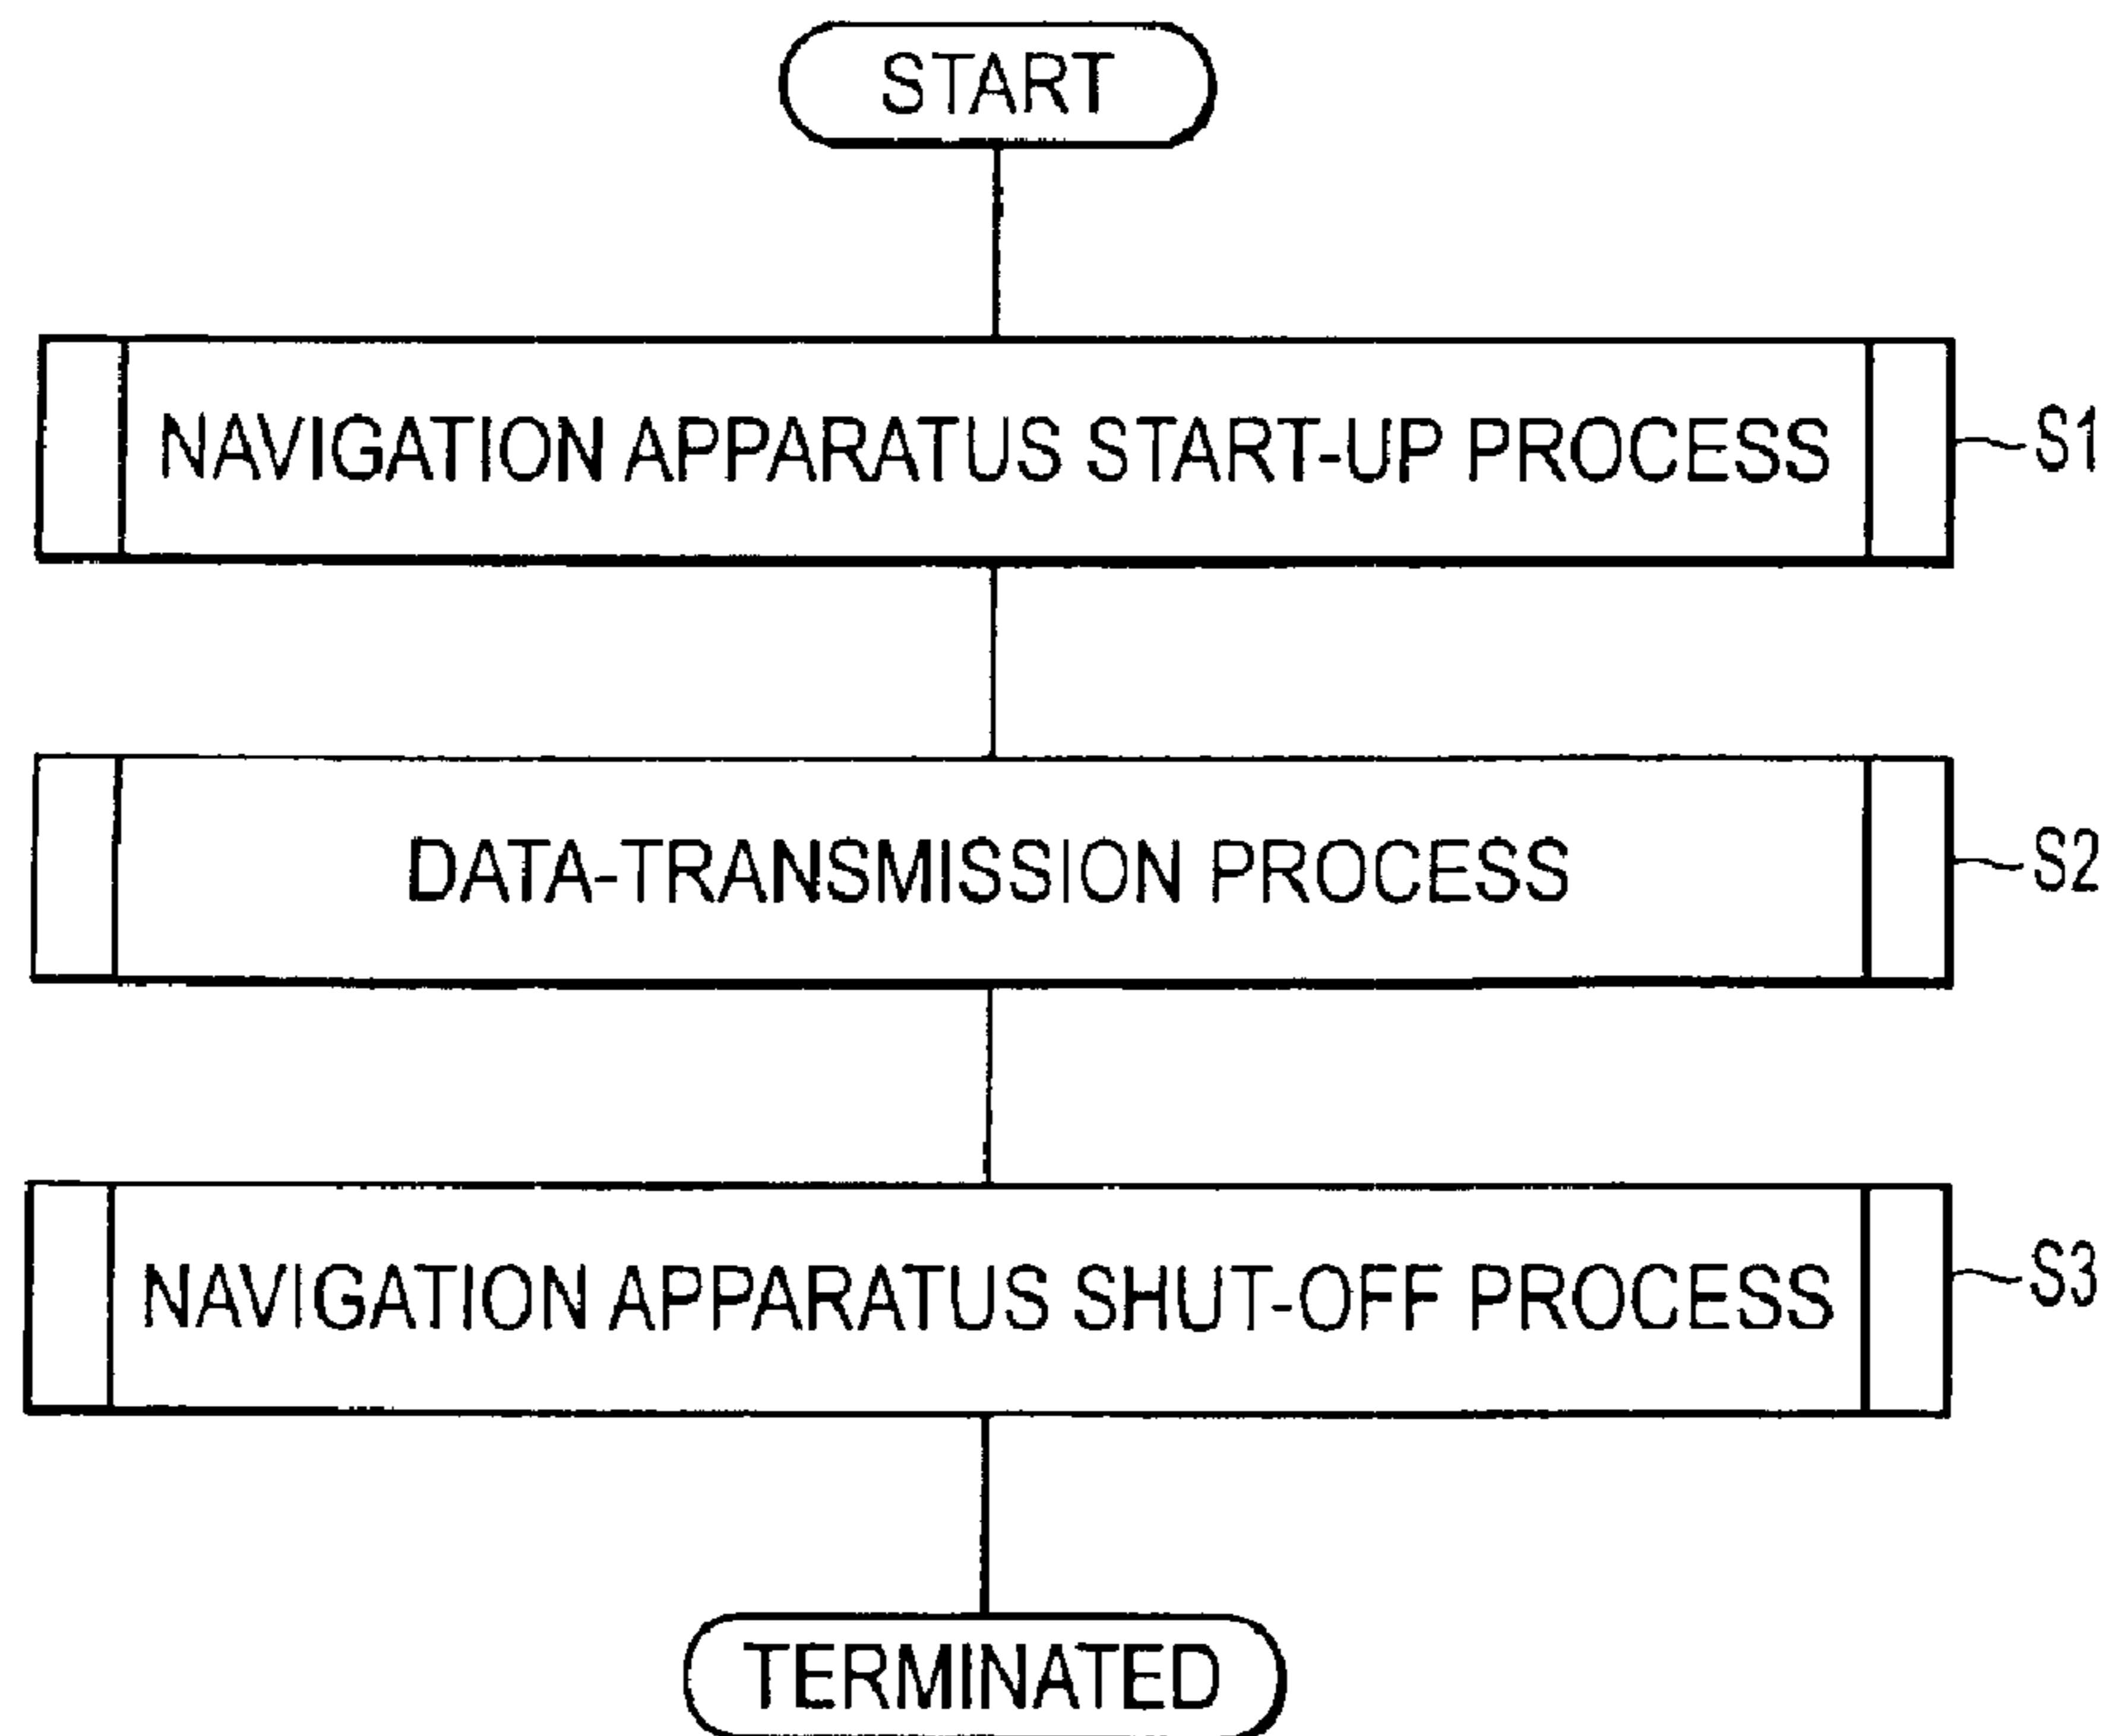 START
NAVIGATION APPARATUS START-UP PROCESS
S1
DATA-TRANSMISSION PROCESS
S2
NAVIGATION APPARATUS SHUT-OFF PROCESS
S3
TERMINATED